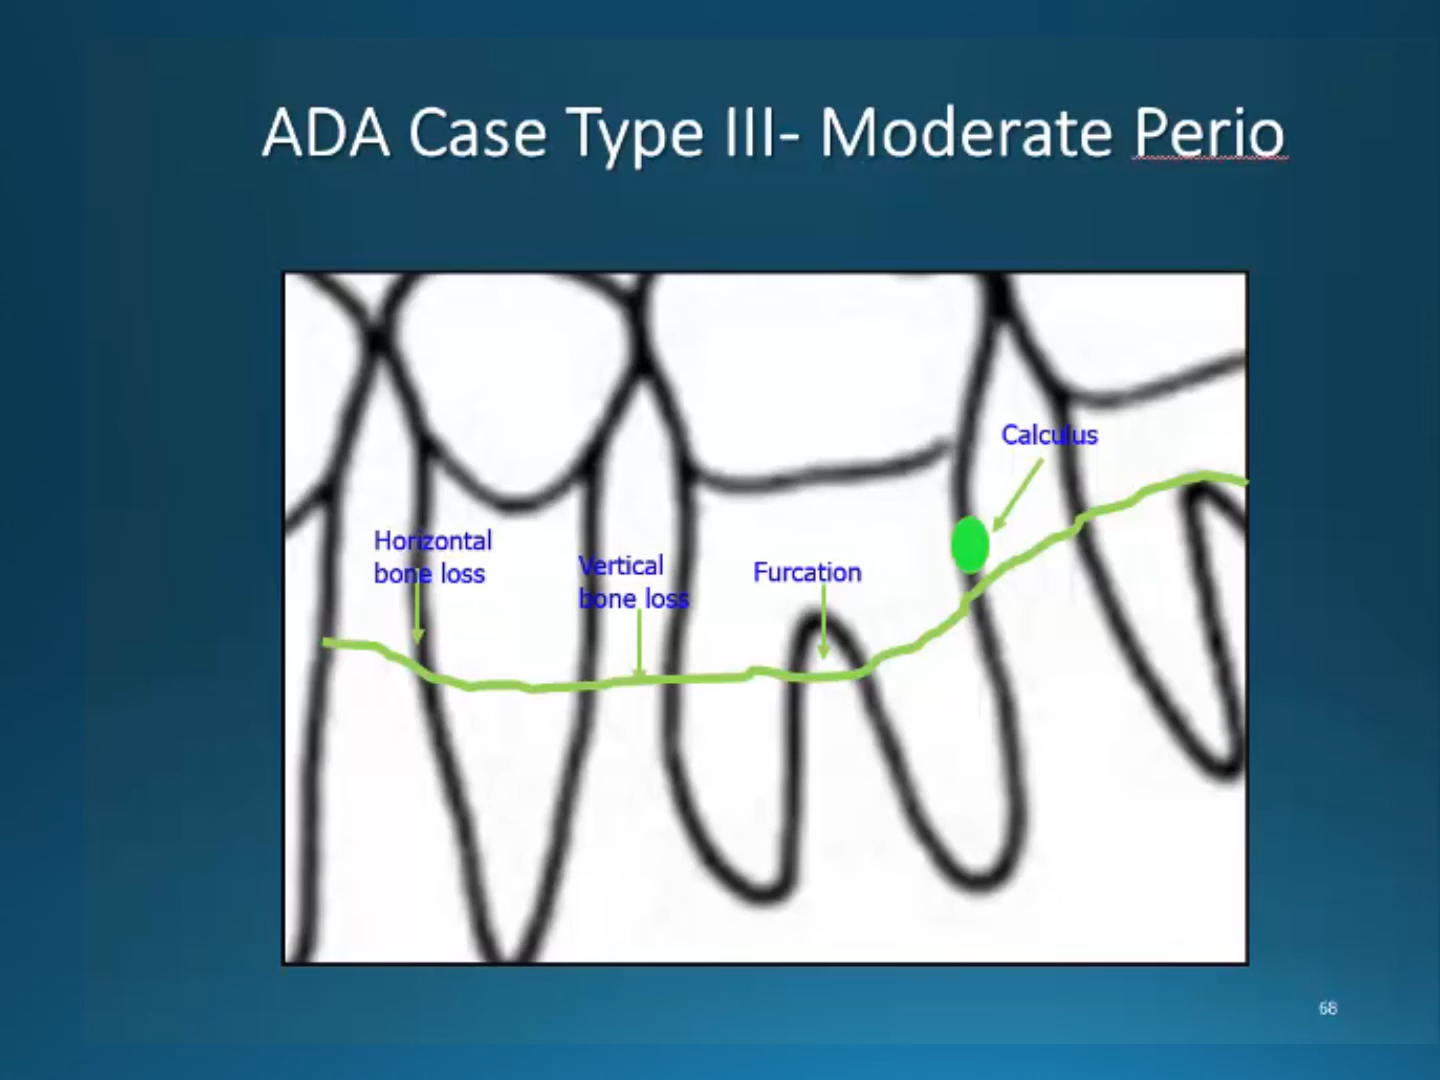 ADA Case Type III- Moderate Perio
Calculus
Horizontal
bone loss
Vertical
bone loss
Furcation
68